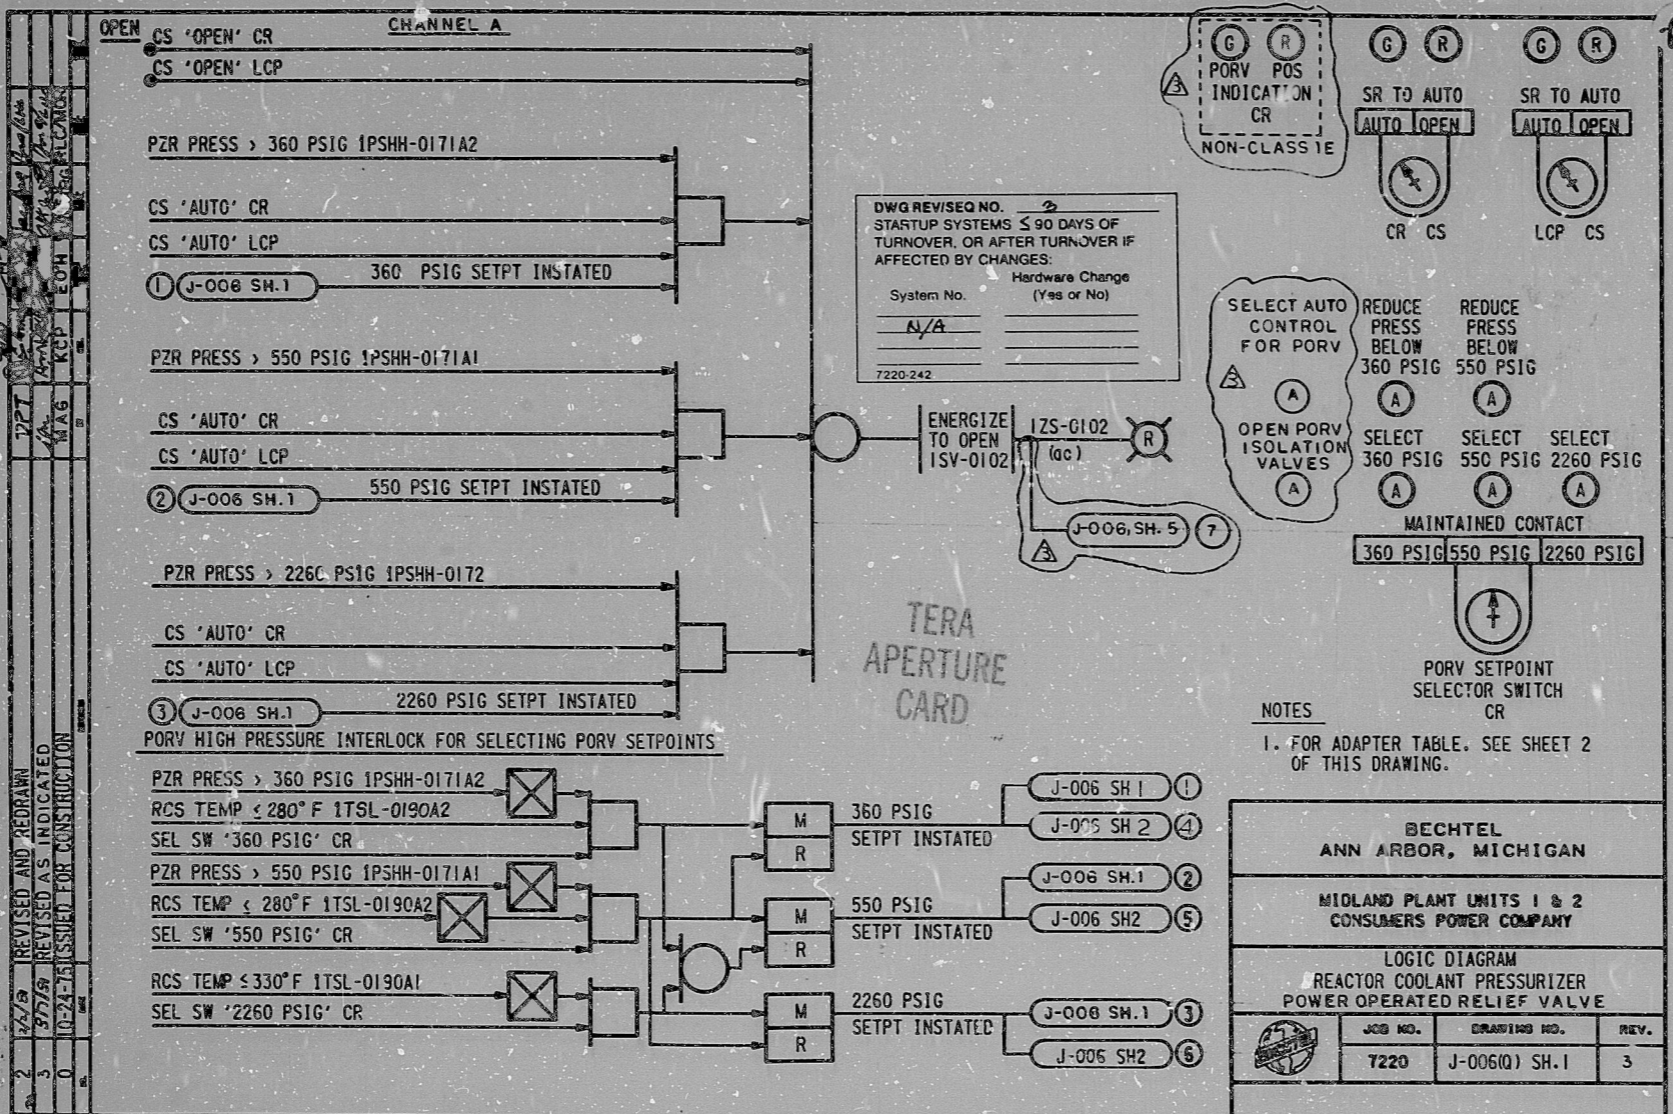 OPEN
CHANNEL A
CS 'OPEN' CR
CS 'OPEN' LCP
PZR PRESS > 360 PSIG 1PSHH-0171A2
CS 'AUTO' CR
CS 'AUTO' LCP
1 J-006 SH.1 360 PSIG SETPT INSTATED
PZR PRESS > 550 PSIG 1PSHH-0171A1
CS 'AUTO' CR
CS 'AUTO' LCP
2 J-006 SH.1 550 PSIG SETPT INSTATED
PZR PRESS > 2260 PSIG 1PSHH-0172
CS 'AUTO' CR
CS 'AUTO' LCP
3 J-006 SH.1 2260 PSIG SETPT INSTATED
ENERGIZE
TO OPEN
1SV-0102
1ZS-0102
(ac)
R
J-006, SH. 5 7
3
DWG REV/SEQ NO. 3
STARTUP SYSTEMS ≤ 90 DAYS OF
TURNOVER, OR AFTER TURNOVER IF
AFFECTED BY CHANGES:
Hardware Change
System No. (Yes or No)
N/A
7220-242
G R
PORV POS
INDICATION
CR
NON-CLASS 1E
3
G R
SR TO AUTO
AUTO OPEN
CR CS
G R
SR TO AUTO
AUTO OPEN
LCP CS
SELECT AUTO
CONTROL
FOR PORV
3
A
OPEN PORV
ISOLATION
VALVES
A
REDUCE
PRESS
BELOW
360 PSIG
A
REDUCE
PRESS
BELOW
550 PSIG
A
SELECT
360 PSIG
A
SELECT
550 PSIG
A
SELECT
2260 PSIG
A
MAINTAINED CONTACT
360 PSIG 550 PSIG 2260 PSIG
PORV SETPOINT
SELECTOR SWITCH
CR
TERA
APERTURE
CARD
NOTES
1. FOR ADAPTER TABLE. SEE SHEET 2
OF THIS DRAWING.
PORV HIGH PRESSURE INTERLOCK FOR SELECTING PORV SETPOINTS
PZR PRESS > 360 PSIG 1PSHH-0171A2
RCS TEMP ≤ 280° F 1TSL-0190A2
SEL SW '360 PSIG' CR
PZR PRESS > 550 PSIG 1PSHH-0171A1
RCS TEMP ≤ 280°F 1TSL-0190A2
SEL SW '550 PSIG' CR
RCS TEMP ≤ 330°F 1TSL-0190A1
SEL SW '2260 PSIG' CR
M
R
360 PSIG
SETPT INSTATED
J-006 SH 1 1
J-006 SH 2 4
M
R
550 PSIG
SETPT INSTATED
J-006 SH.1 2
J-006 SH2 5
M
R
2260 PSIG
SETPT INSTATED
J-006 SH.1 3
J-006 SH2 6
BECHTEL
ANN ARBOR, MICHIGAN
MIDLAND PLANT UNITS 1 & 2
CONSUMERS POWER COMPANY
LOGIC DIAGRAM
REACTOR COOLANT PRESSURIZER
POWER OPERATED RELIEF VALVE
JOB NO. DRAWING NO. REV.
7220 J-006(Q) SH.1 3
2 REVISED AND REDRAWN
3 REVISED AS INDICATED
0 10-24-75 ISSUED FOR CONSTRUCTION MAG KCP EOH